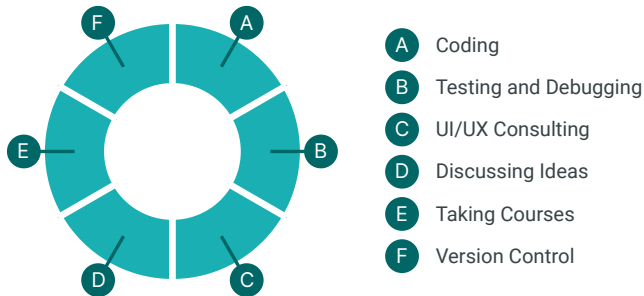 F
A
E
B
D
C
A Coding
B Testing and Debugging
C UI/UX Consulting
D Discussing Ideas
E Taking Courses
F Version Control